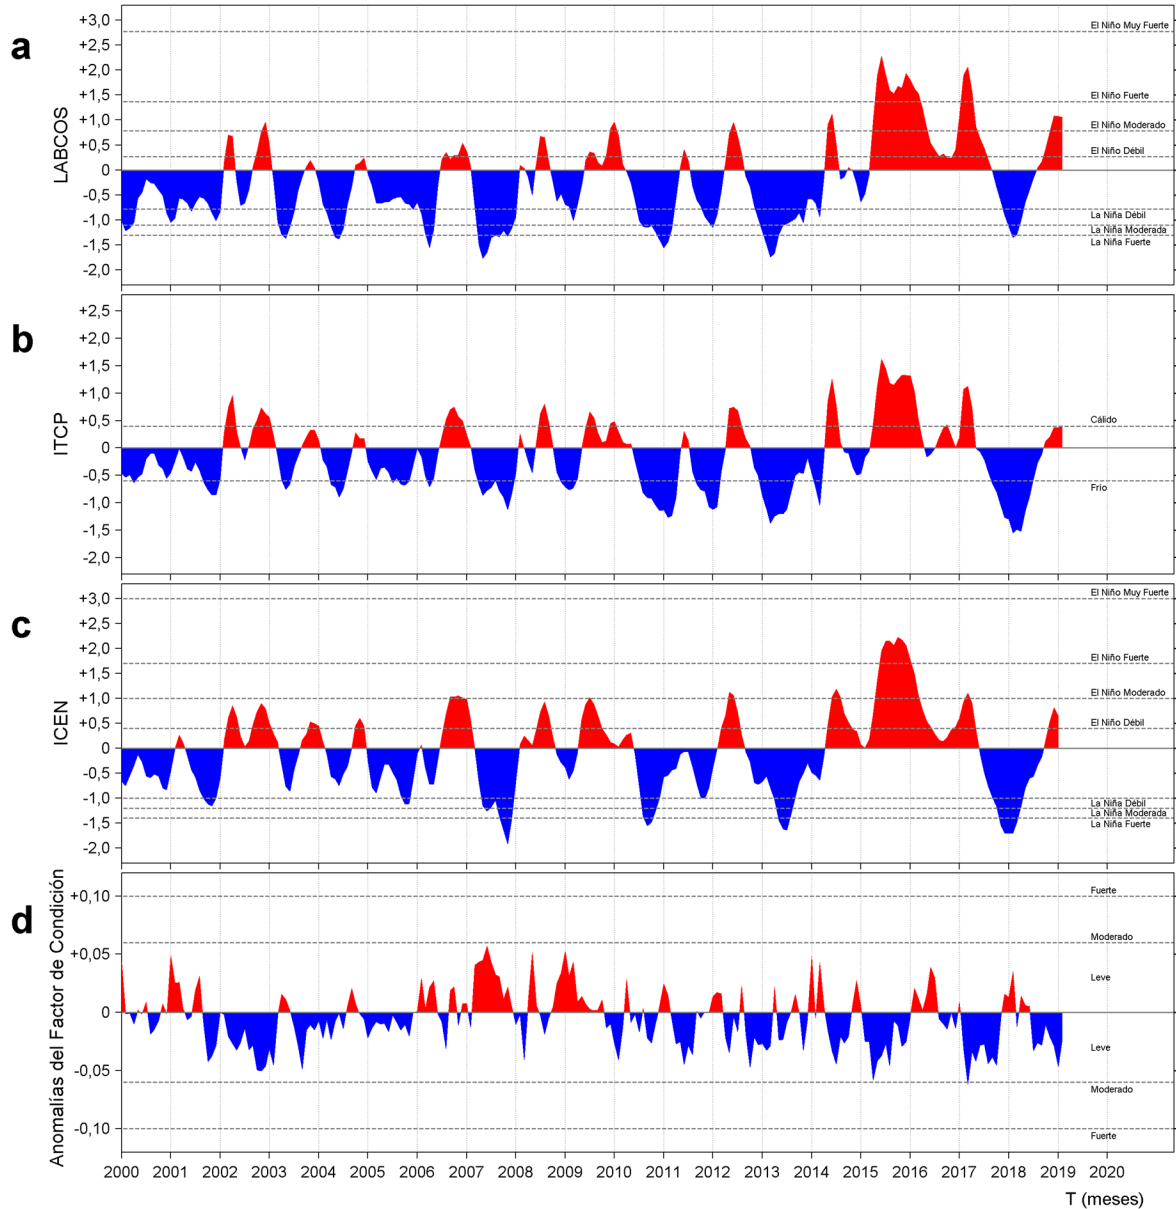 a
LABCOS
+3,0
+2,5
+2,0
+1,5
+1,0
+0,5
0
-0,5
-1,0
-1,5
-2,0
El Niño Muy Fuerte
El Niño Fuerte
El Niño Moderado
El Niño Débil
La Niña Débil
La Niña Moderada
La Niña Fuerte
b
ITCP
+2,5
+2,0
+1,5
+1,0
+0,5
0
-0,5
-1,0
-1,5
-2,0
Cálido
Frío
c
ICEN
+3,0
+2,5
+2,0
+1,5
+1,0
+0,5
0
-0,5
-1,0
-1,5
-2,0
El Niño Muy Fuerte
El Niño Fuerte
El Niño Moderado
El Niño Débil
La Niña Débil
La Niña Moderada
La Niña Fuerte
d
Anomalías del Factor de Condición
+0,10
+0,05
0
-0,05
-0,10
Fuerte
Moderado
Leve
Leve
Moderado
Fuerte
2000 2001 2002 2003 2004 2005 2006 2007 2008 2009 2010 2011 2012 2013 2014 2015 2016 2017 2018 2019 2020
T (meses)